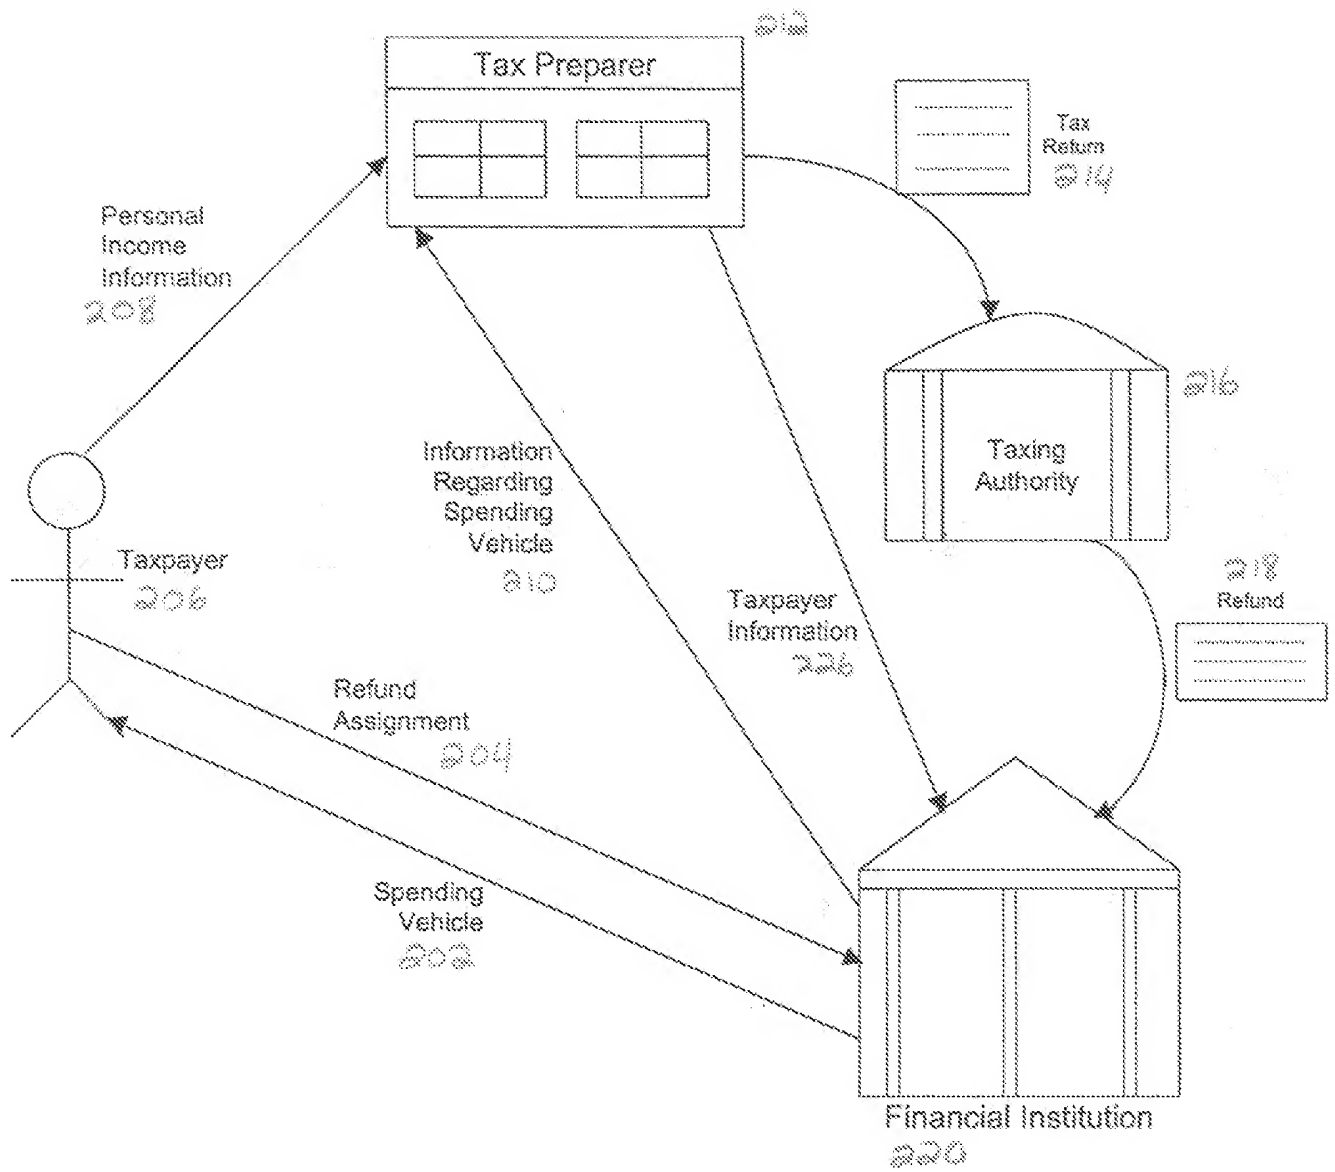 212
Tax Preparer
Tax
Return
214
Personal
Income
Information
208
216
Taxing
Authority
Information
Regarding
Spending
Vehicle
210
Taxpayer
206
218
Refund
Taxpayer
Information
226
Refund
Assignment
204
Spending
Vehicle
202
Financial Institution
220